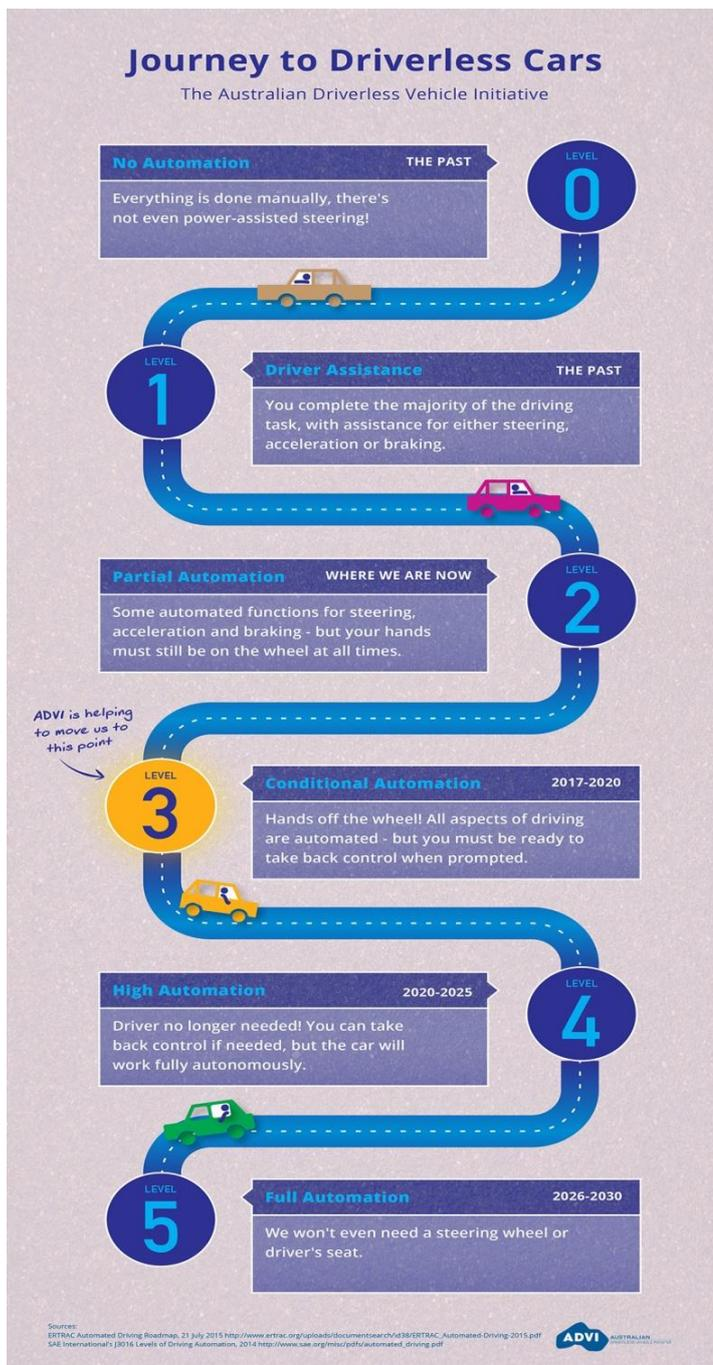 Journey to Driverless Cars
The Australian Driverless Vehicle Initiative
LEVEL
0
No Automation THE PAST
Everything is done manually, there's
not even power-assisted steering!
LEVEL
1
Driver Assistance THE PAST
You complete the majority of the driving
task, with assistance for either steering,
acceleration or braking.
Partial Automation WHERE WE ARE NOW
Some automated functions for steering,
acceleration and braking - but your hands
must still be on the wheel at all times.
LEVEL
2
ADVI is helping
to move us to
this point
LEVEL
3
Conditional Automation 2017-2020
Hands off the wheel! All aspects of driving
are automated - but you must be ready to
take back control when prompted.
High Automation 2020-2025
Driver no longer needed! You can take
back control if needed, but the car will
work fully autonomously.
LEVEL
4
LEVEL
5
Full Automation 2026-2030
We won't even need a steering wheel or
driver's seat.
Sources:
ERTRAC Automated Driving Roadmap, 21 July 2015 http://www.ertrac.org/uploads/documentsearch/id38/ERTRAC_Automated-Driving-2015.pdf
SAE International's J3016 Levels of Driving Automation, 2014 http://www.sae.org/misc/pdfs/automated_driving.pdf
ADVI AUSTRALIAN